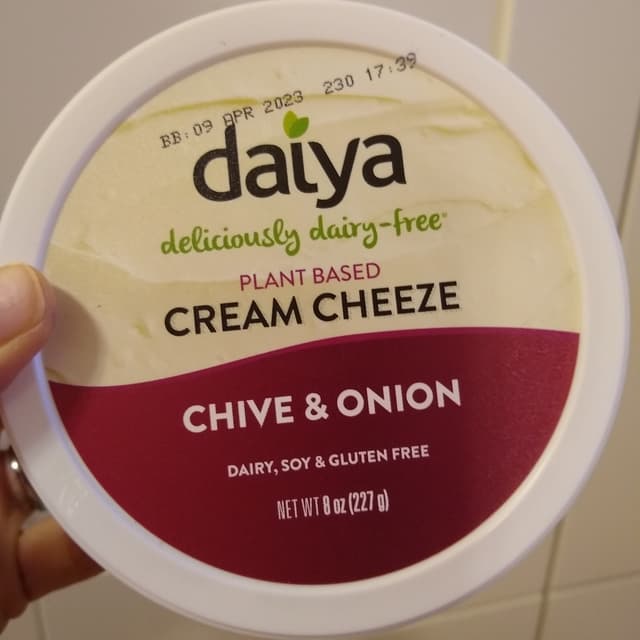 BB:09 APR 2023 230 17:39
daiya
deliciously dairy-free
PLANT BASED
CREAM CHEEZE
CHIVE & ONION
DAIRY, SOY & GLUTEN FREE
NET WT 8 oz (227 g)